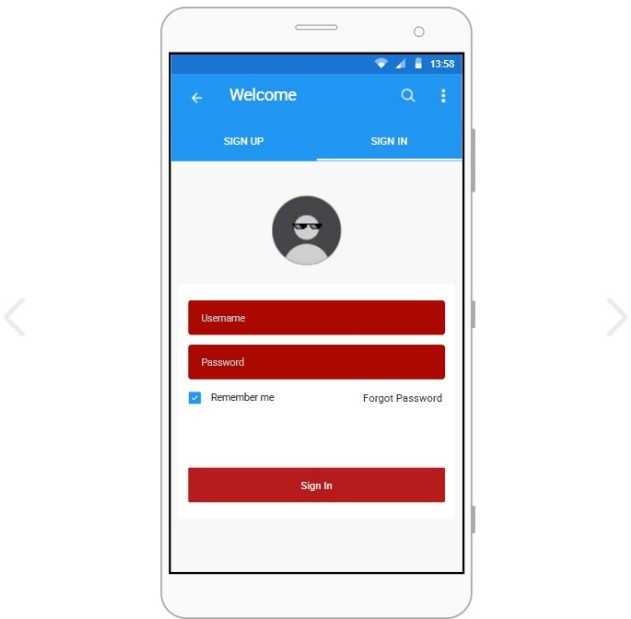 13:58
Welcome
SIGN UP SIGN IN
Username
Password
Remember me Forgot Password
Sign In